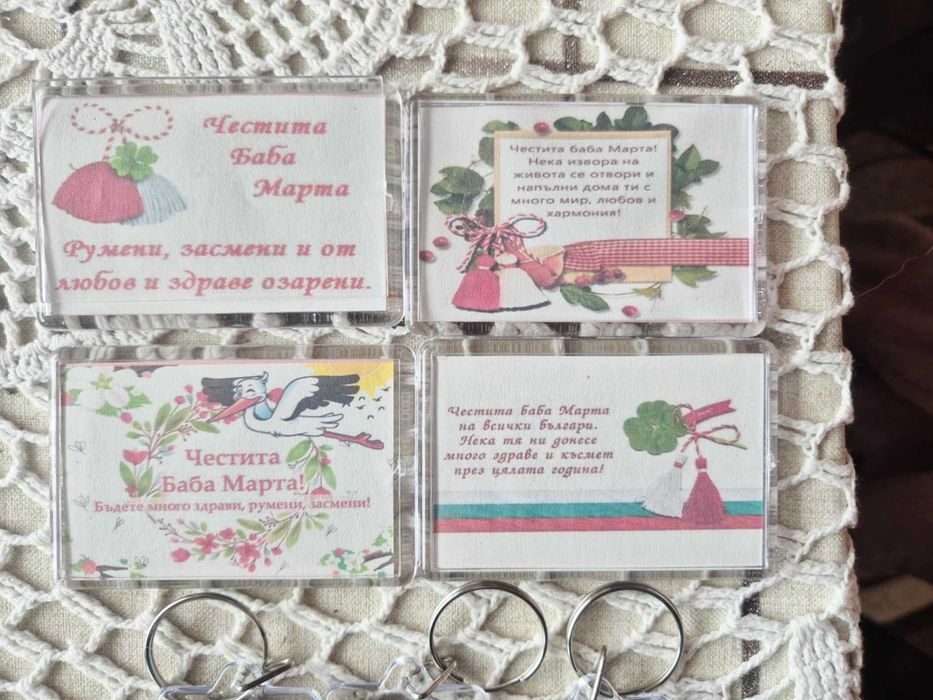 Честита
Баба
Марта
Румени, засмени и от
любов и здраве озарени.
Честита баба Марта!
Нека извора на
живота се отвори и
напълни дома ти с
много мир, любов и
хармония!
Честита
Баба Марта!
Бъдете много здрави, румени, засмени!
Честита Баба Марта
на всички българи.
Нека тя ни донесе
много здраве и късмет
през цялата година!